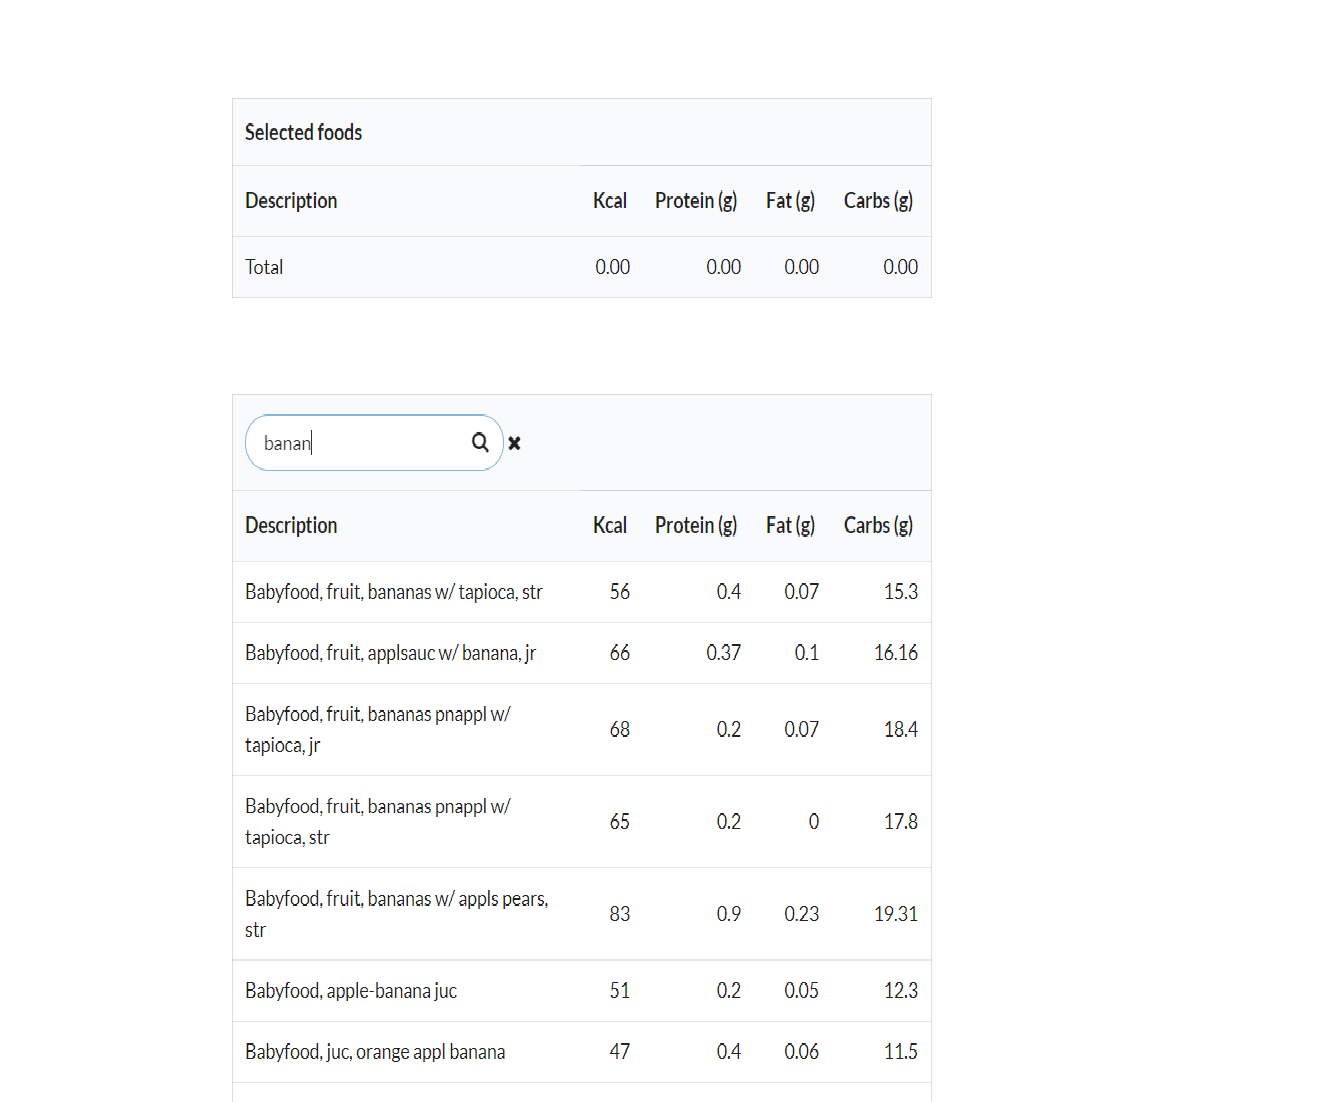 Selected foods
Description Kcal Protein (g) Fat (g) Carbs (g)
Total 0.00 0.00 0.00 0.00
banan
Description Kcal Protein (g) Fat (g) Carbs (g)
Babyfood, fruit, bananas w/ tapioca, str 56 0.4 0.07 15.3
Babyfood, fruit, applsauc w/ banana, jr 66 0.37 0.1 16.16
Babyfood, fruit, bananas pnappl w/
tapioca, jr 68 0.2 0.07 18.4
Babyfood, fruit, bananas pnappl w/
tapioca, str 65 0.2 0 17.8
Babyfood, fruit, bananas w/ appls pears,
str 83 0.9 0.23 19.31
Babyfood, apple-banana juc 51 0.2 0.05 12.3
Babyfood, juc, orange appl banana 47 0.4 0.06 11.5